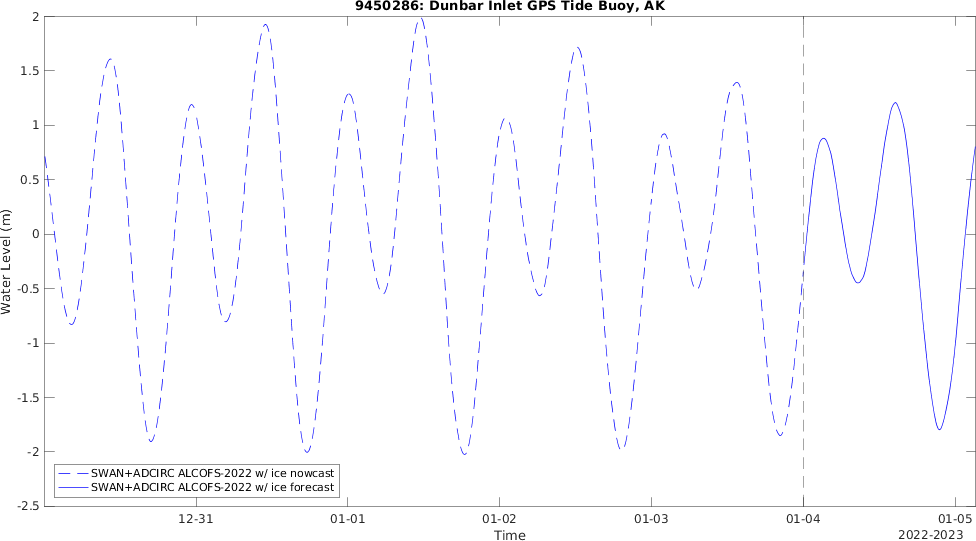 9450286: Dunbar Inlet GPS Tide Buoy, AK
2
1.5
1
0.5
0
-0.5
-1
-1.5
-2
-2.5
Water Level (m)
SWAN+ADCIRC ALCOFS-2022 w/ ice nowcast
SWAN+ADCIRC ALCOFS-2022 w/ ice forecast
12-31 01-01 01-02 01-03 01-04 01-05
Time
2022-2023